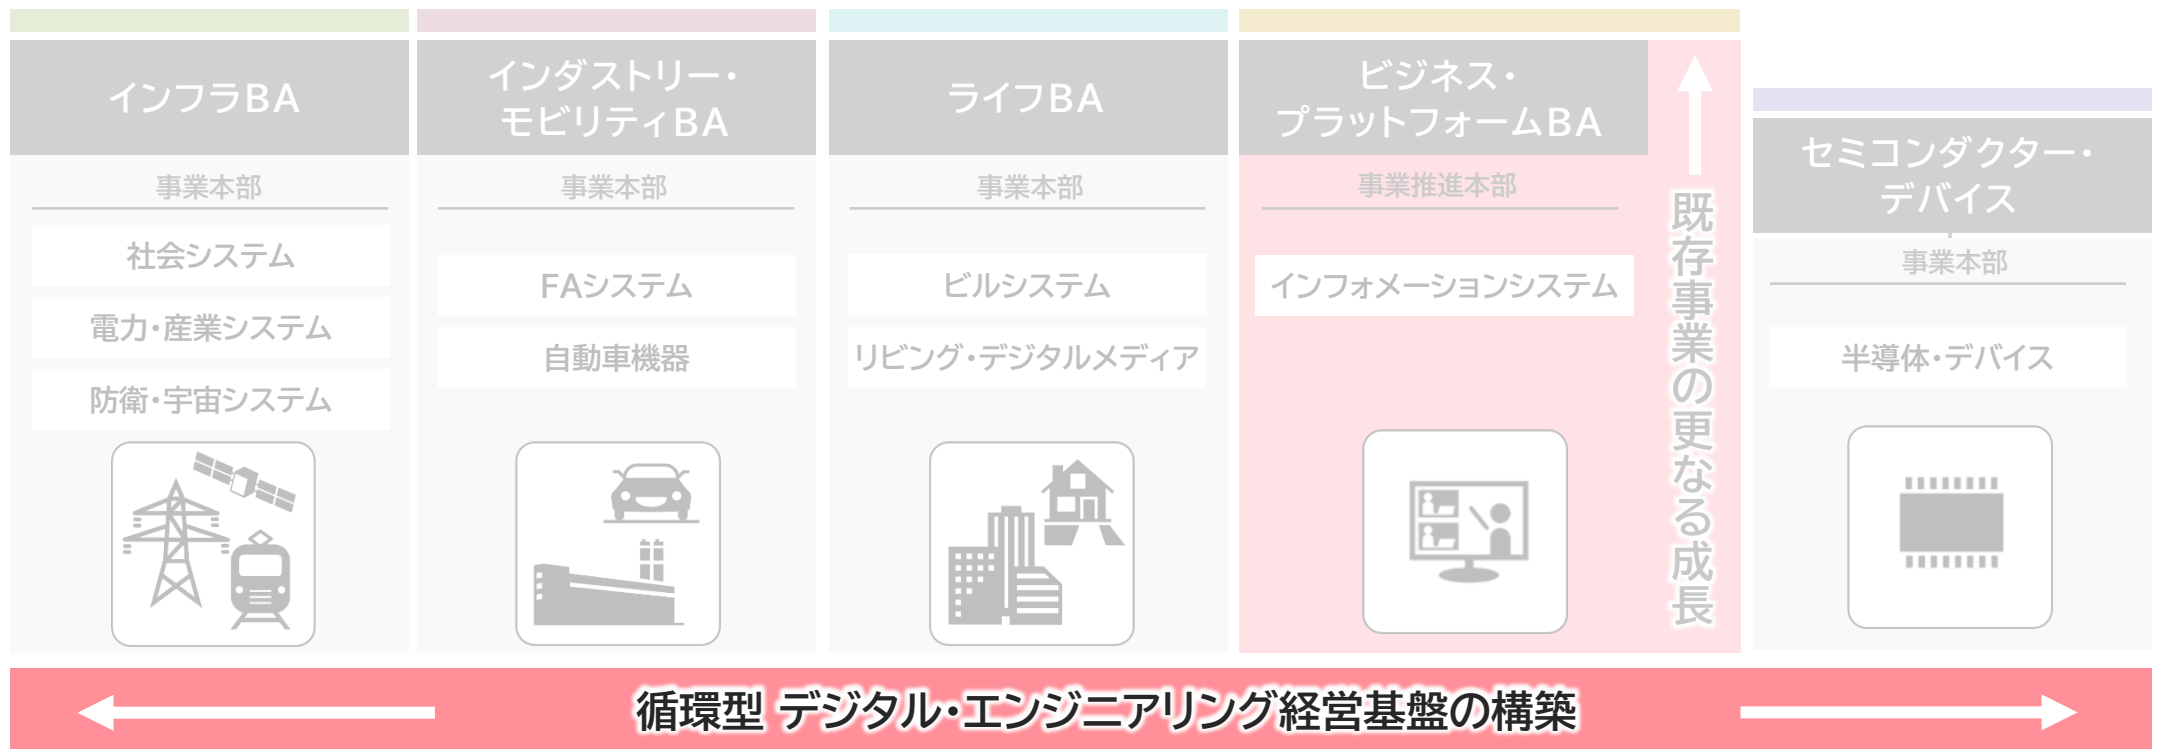 インフラBA
事業本部
社会システム
電力・産業システム
防衛・宇宙システム
インダストリー・
モビリティBA
事業本部
FAシステム
自動車機器
ライフBA
事業本部
ビルシステム
リビング・デジタルメディア
ビジネス・
プラットフォームBA
事業推進本部
インフォメーションシステム
既存事業の更なる成長
セミコンダクター・
デバイス
事業本部
半導体・デバイス
循環型 デジタル・エンジニアリング経営基盤の構築